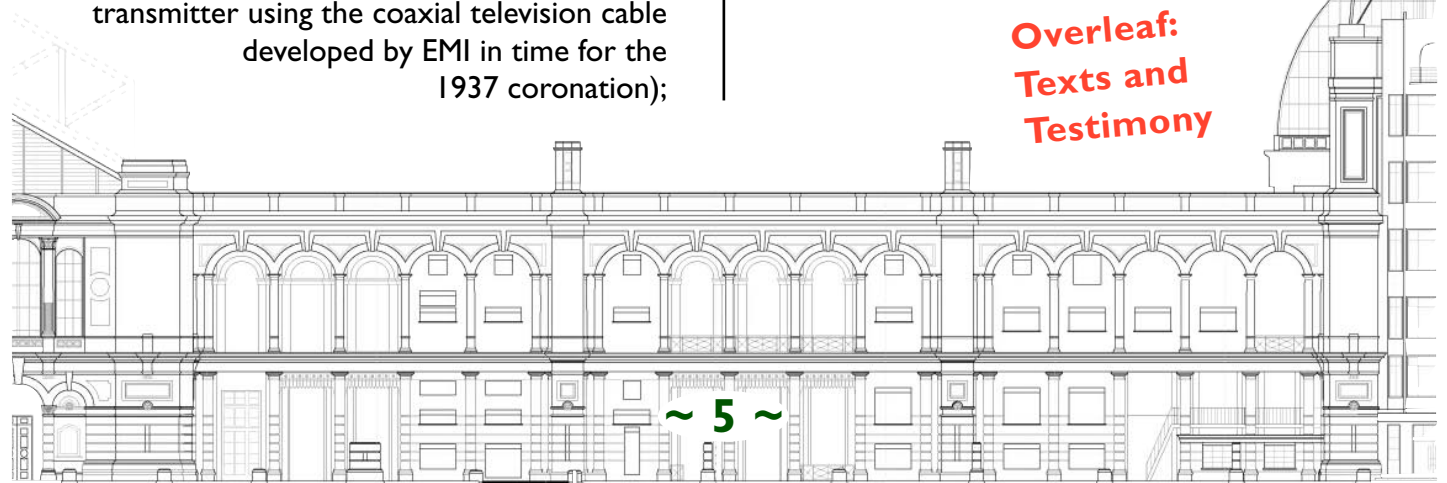 transmitter using the coaxial television cable
developed by EMI in time for the
1937 coronation);
Overleaf:
Texts and
Testimony
~ 5 ~